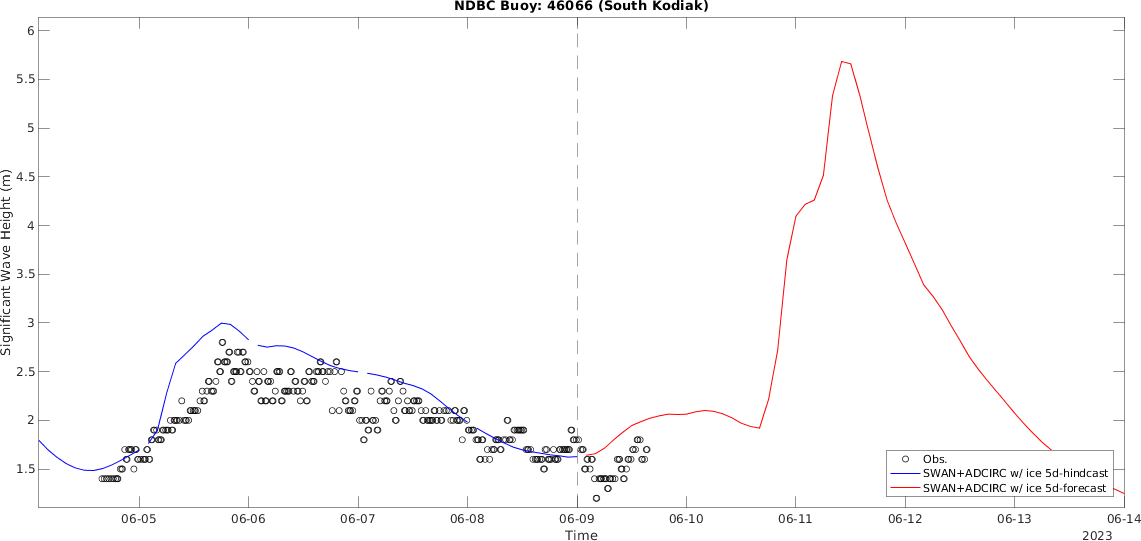 NDBC Buoy: 46066 (South Kodiak)
Significant Wave Height (m)
6
5.5
5
4.5
4
3.5
3
2.5
2
1.5
Obs.
SWAN+ADCIRC w/ ice 5d-hindcast
SWAN+ADCIRC w/ ice 5d-forecast
06-05 06-06 06-07 06-08 06-09 06-10 06-11 06-12 06-13 06-14
Time
2023